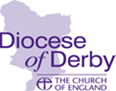 Diocese
of Derby
THE CHURCH
OF ENGLAND